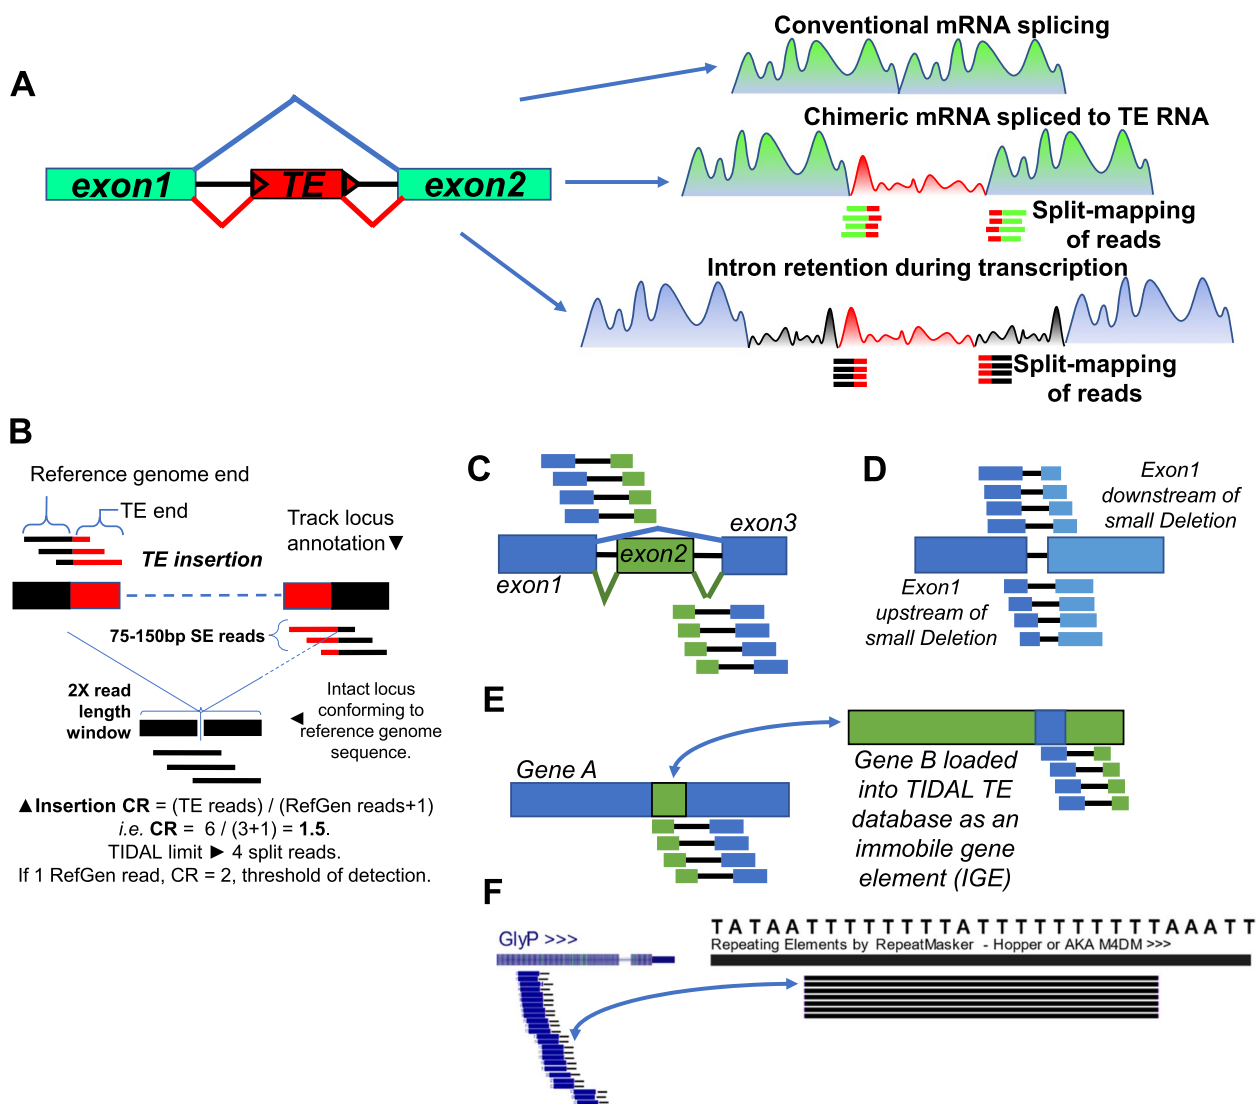 A
Conventional mRNA splicing
Chimeric mRNA spliced to TE RNA
exon1
TE
exon2
Split-mapping
of reads
Intron retention during transcription
Split-mapping
of reads
B
Reference genome end
TE end
TE insertion
Track locus
annotation▼
75-150bp SE reads
2X read
length
window
◄ Intact locus
conforming to
reference genome
sequence.
▲Insertion CR = (TE reads) / (RefGen reads+1)
i.e. CR = 6 / (3+1) = 1.5.
TIDAL limit ► 4 split reads.
If 1 RefGen read, CR = 2, threshold of detection.
C
exon3
exon2
exon1
D
Exon1
downstream of
small Deletion
Exon1
upstream of
small Deletion
E
Gene A
Gene B loaded
into TIDAL TE
database as an
immobile gene
element (IGE)
F
GlyP >>>
TATAATTTTTTTTATTTTTTTTTTTAAATT
Repeating Elements by RepeatMasker - Hopper or AKA M4DM >>>